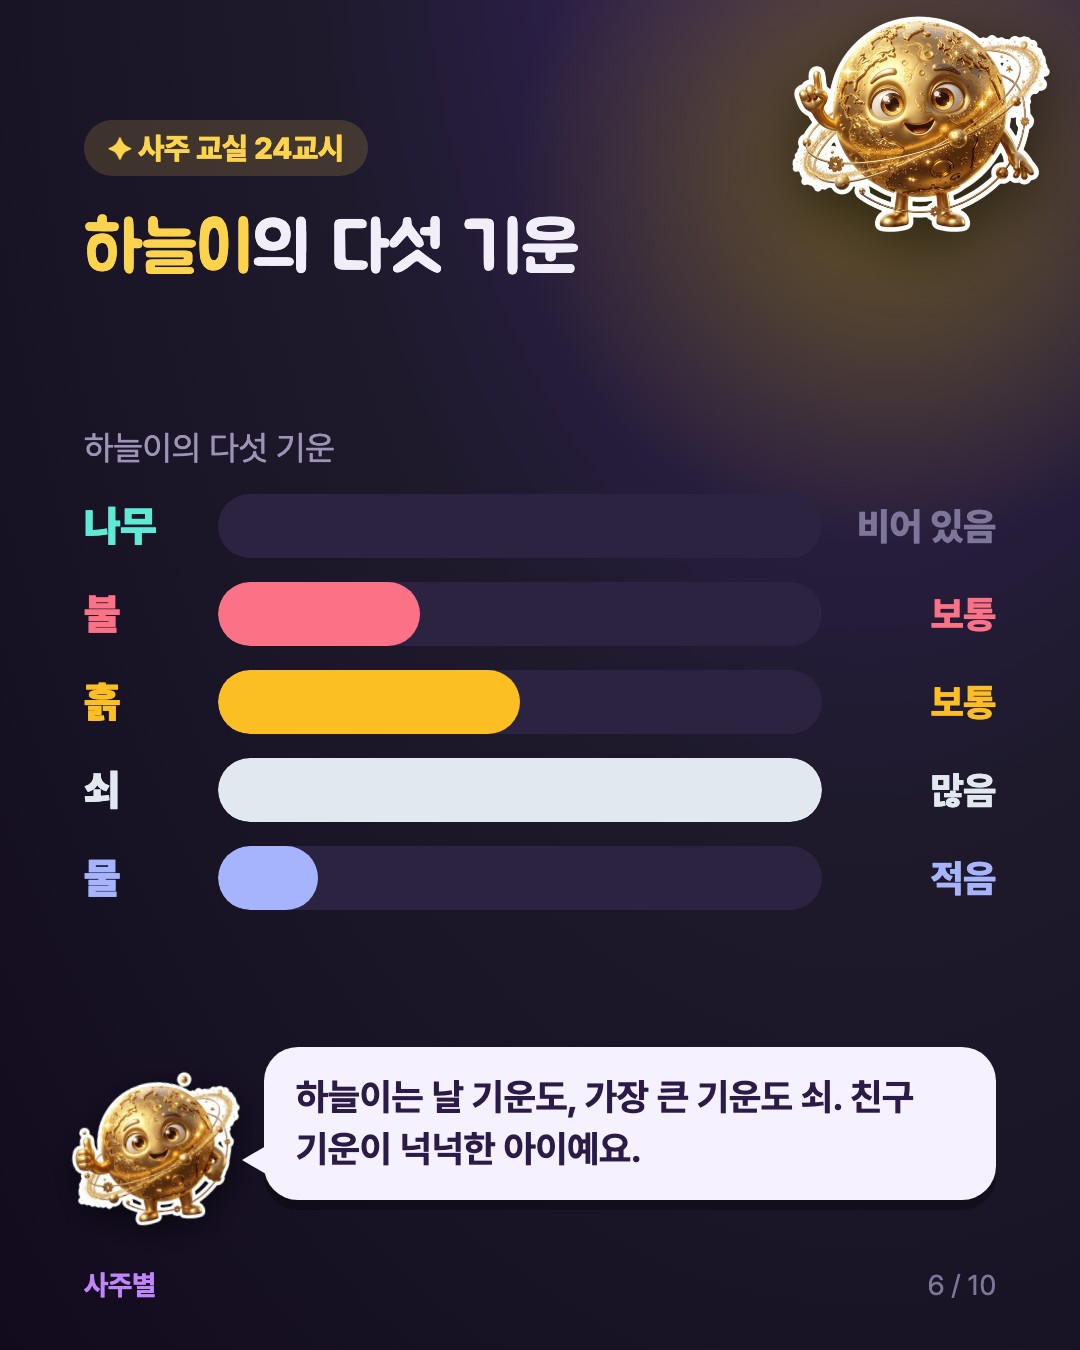 ✦ 사주 교실 24교시
하늘이의 다섯 기운
하늘이의 다섯 기운
나무 비어 있음
불 보통
흙 보통
쇠 많음
물 적음
하늘이는 날 기운도, 가장 큰 기운도 쇠. 친구
기운이 넉넉한 아이예요.
사주별 6 / 10